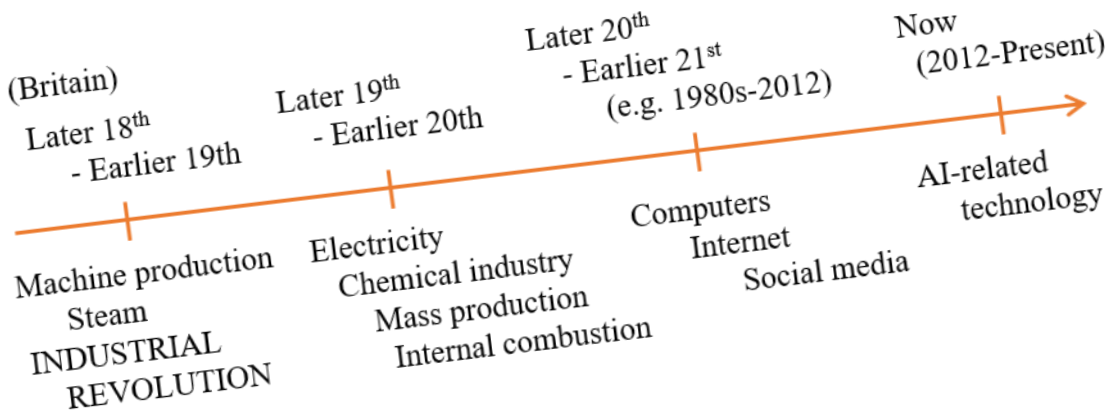 (Britain)
Later 18th
- Earlier 19th
Machine production
Steam
INDUSTRIAL
REVOLUTION
Later 19th
- Earlier 20th
Electricity
Chemical industry
Mass production
Internal combustion
Later 20th
- Earlier 21st
(e.g. 1980s-2012)
Computers
Internet
Social media
Now
(2012-Present)
AI-related
technology